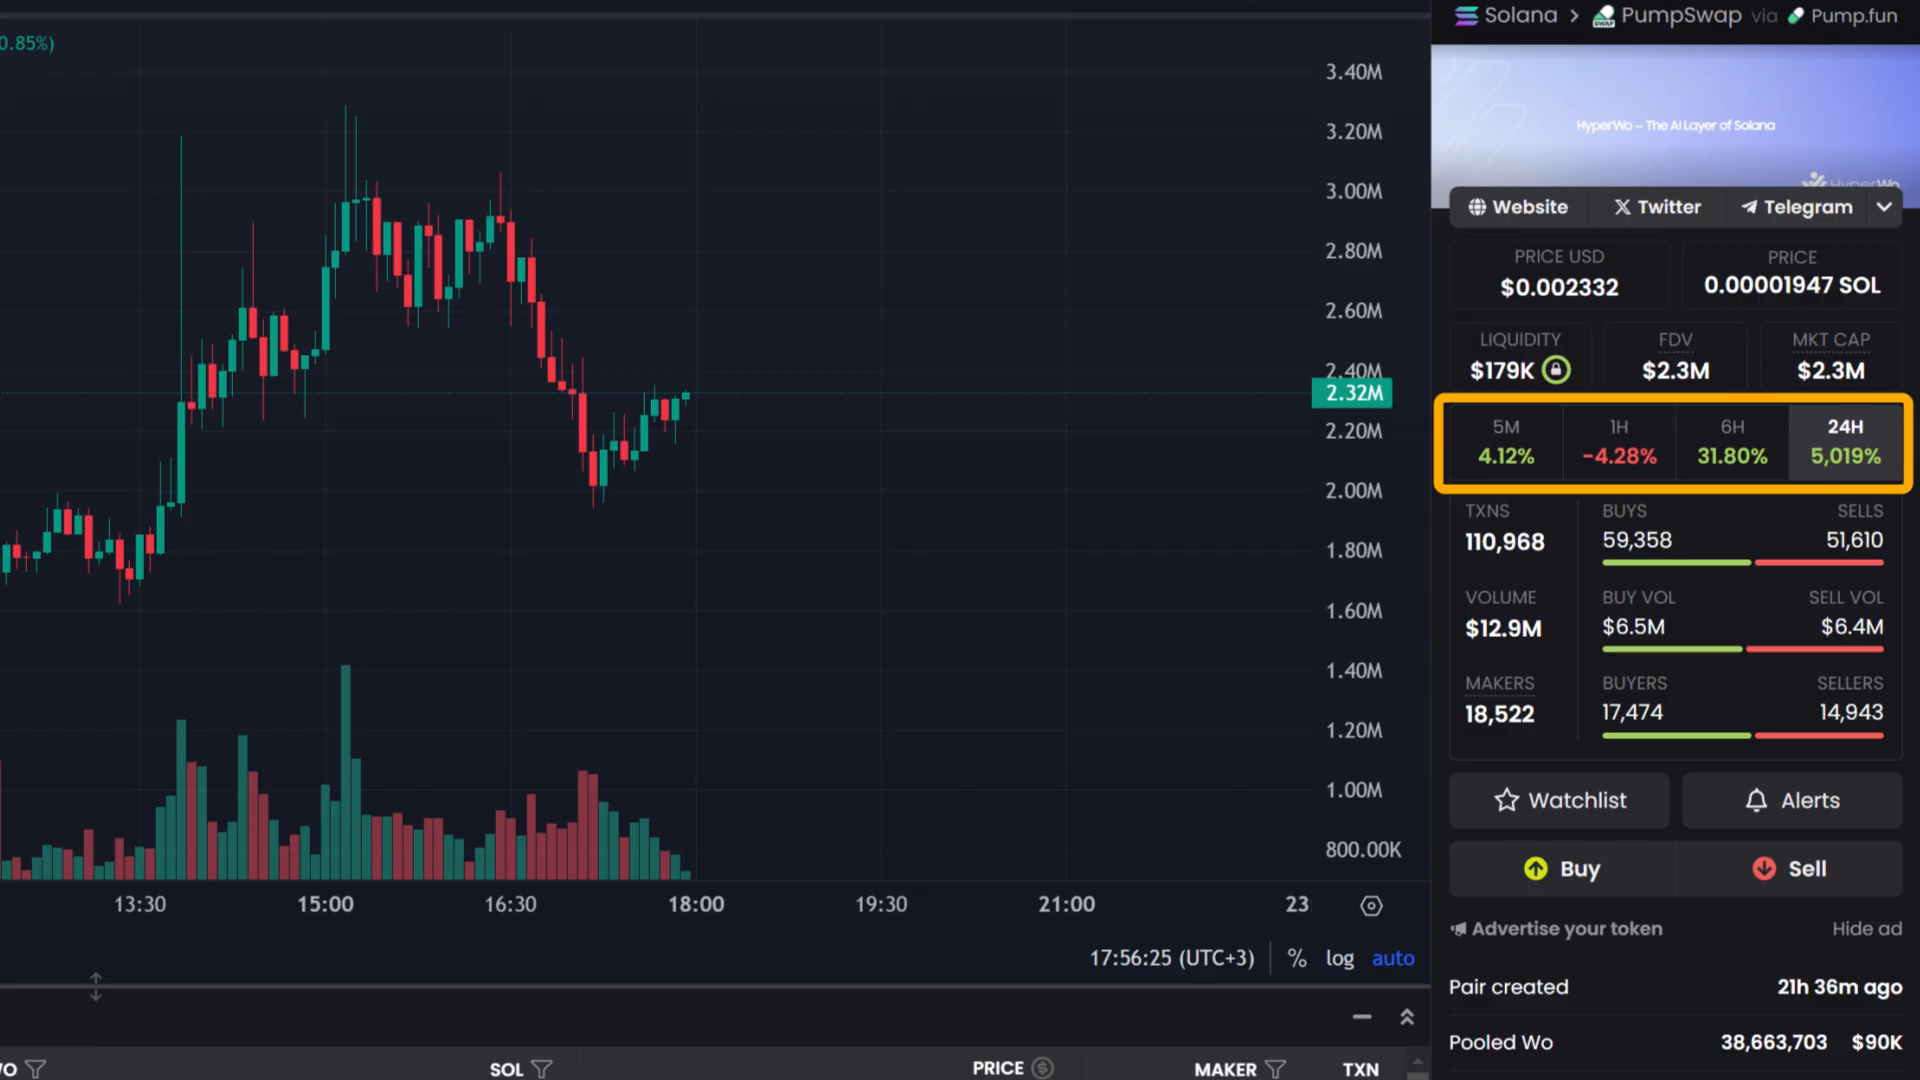 0.85%)
3.40M
3.20M
3.00M
2.80M
2.60M
2.40M
2.32M
2.20M
2.00M
1.80M
1.60M
1.40M
1.20M
1.00M
800.00K
13:30 15:00 16:30 18:00 19:30 21:00 23:
17:56:25 (UTC+3) % log auto
WO SOL PRICE MAKER TXN
Solana > PumpSwap via Pump.fun
HyperWo – The AI Layer of Solana
HyperWo
Website Twitter Telegram
PRICE USD PRICE
$0.002332 0.00001947 SOL
LIQUIDITY FDV MKT CAP
$179K $2.3M $2.3M
5M 1H 6H 24H
4.12% -4.28% 31.80% 5,019%
TXNS BUYS SELLS
110,968 59,358 51,610
VOLUME BUY VOL SELL VOL
$12.9M $6.5M $6.4M
MAKERS BUYERS SELLERS
18,522 17,474 14,943
Watchlist Alerts
Buy Sell
Advertise your token Hide ad
Pair created 21h 36m ago
Pooled Wo 38,663,703 $90K